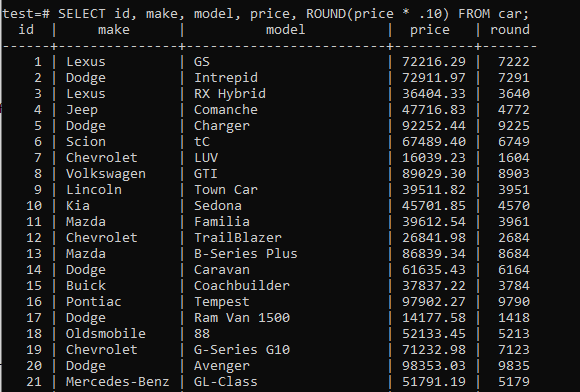 test=# SELECT id, make, model, price, ROUND(price * .10) FROM car;
id | make | model | price | round
------+---------------+--------------------------+----------+-------
1 | Lexus | GS | 72216.29 | 7222
2 | Dodge | Intrepid | 72911.97 | 7291
3 | Lexus | RX Hybrid | 36404.33 | 3640
4 | Jeep | Comanche | 47716.83 | 4772
5 | Dodge | Charger | 92252.44 | 9225
6 | Scion | tC | 67489.40 | 6749
7 | Chevrolet | LUV | 16039.23 | 1604
8 | Volkswagen | GTI | 89029.30 | 8903
9 | Lincoln | Town Car | 39511.82 | 3951
10 | Kia | Sedona | 45701.85 | 4570
11 | Mazda | Familia | 39612.54 | 3961
12 | Chevrolet | TrailBlazer | 26841.98 | 2684
13 | Mazda | B-Series Plus | 86839.34 | 8684
14 | Dodge | Caravan | 61635.43 | 6164
15 | Buick | Coachbuilder | 37837.22 | 3784
16 | Pontiac | Tempest | 97902.27 | 9790
17 | Dodge | Ram Van 1500 | 14177.58 | 1418
18 | Oldsmobile | 88 | 52133.45 | 5213
19 | Chevrolet | G-Series G10 | 71232.98 | 7123
20 | Dodge | Avenger | 98353.03 | 9835
21 | Mercedes-Benz | GL-Class | 51791.19 | 5179